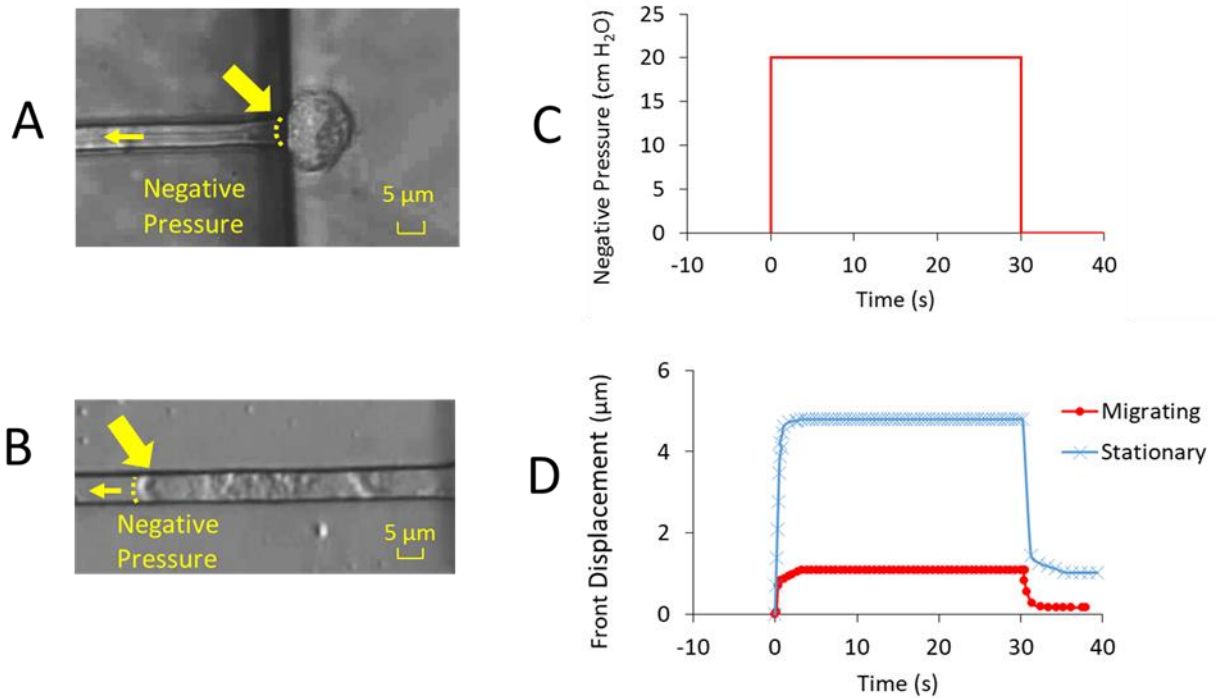 A
Negative
Pressure
5 μm
B
Negative
Pressure
5 μm
C
Negative Pressure (cm H₂O)
25
20
15
10
5
0
-10
0
10
20
30
40
Time (s)
D
Front Displacement (μm)
6
4
2
0
-10
0
10
20
30
40
Time (s)
Migrating
Stationary